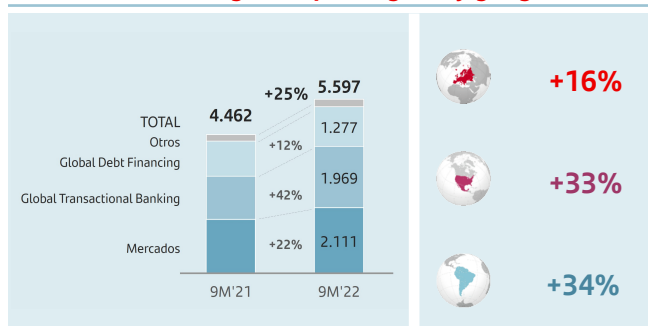 5.597
+25%
4.462
TOTAL
Otros
1.277
+12%
Global Debt Financing
1.969
+42%
Global Transactional Banking
2.111
+22%
Mercados
9M'21
9M'22
+16%
+33%
+34%